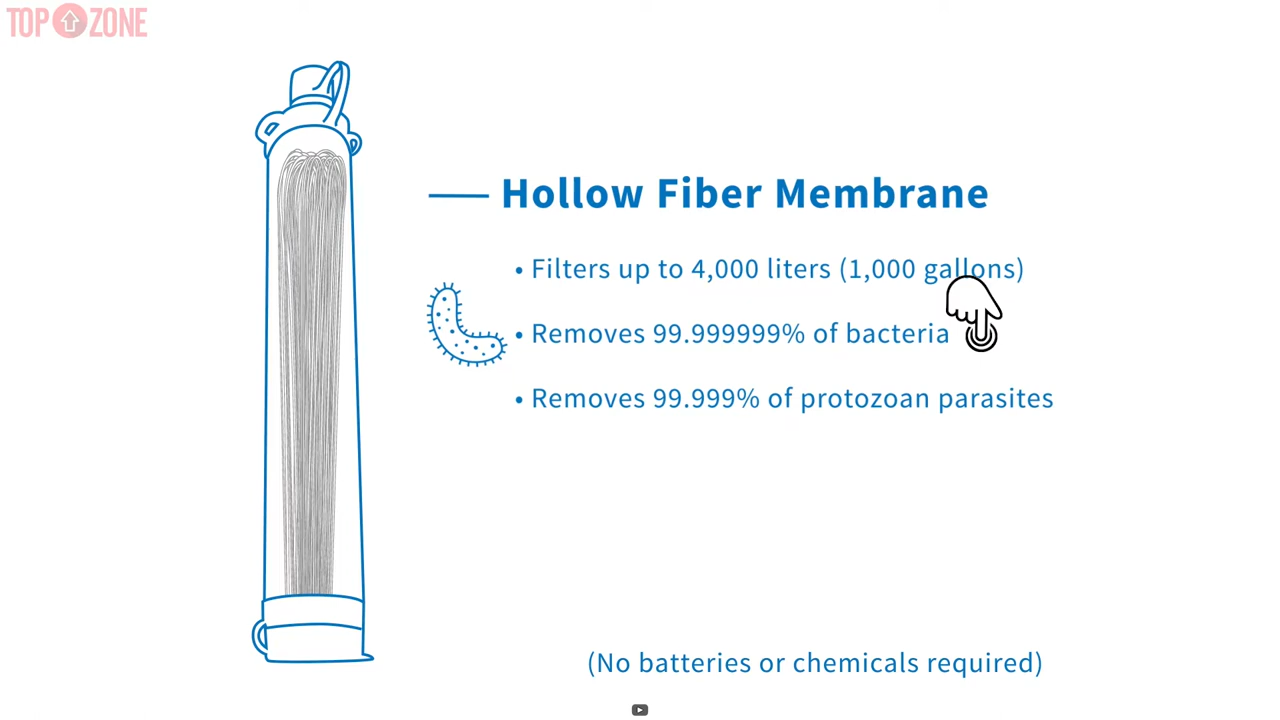 TOP ZONE
Hollow Fiber Membrane
• Filters up to 4,000 liters (1,000 gallons)
• Removes 99.999999% of bacteria
• Removes 99.999% of protozoan parasites
(No batteries or chemicals required)